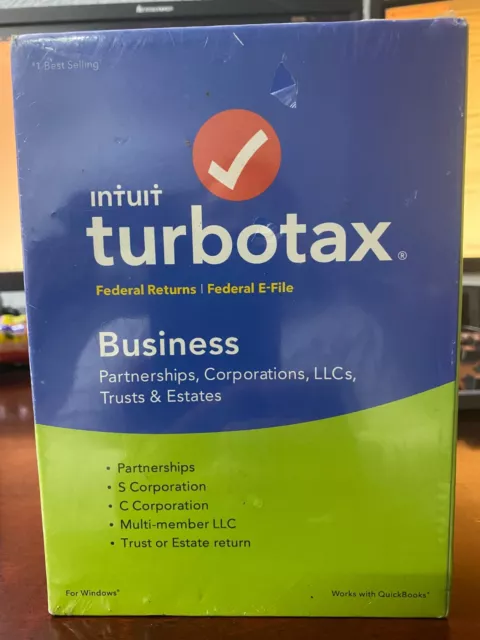 *1 Best Selling
intuit
turbotax®
Federal Returns | Federal E-File
Business
Partnerships, Corporations, LLCs,
Trusts & Estates
• Partnerships
• S Corporation
• C Corporation
• Multi-member LLC
• Trust or Estate return
For Windows*
Works with QuickBooks*